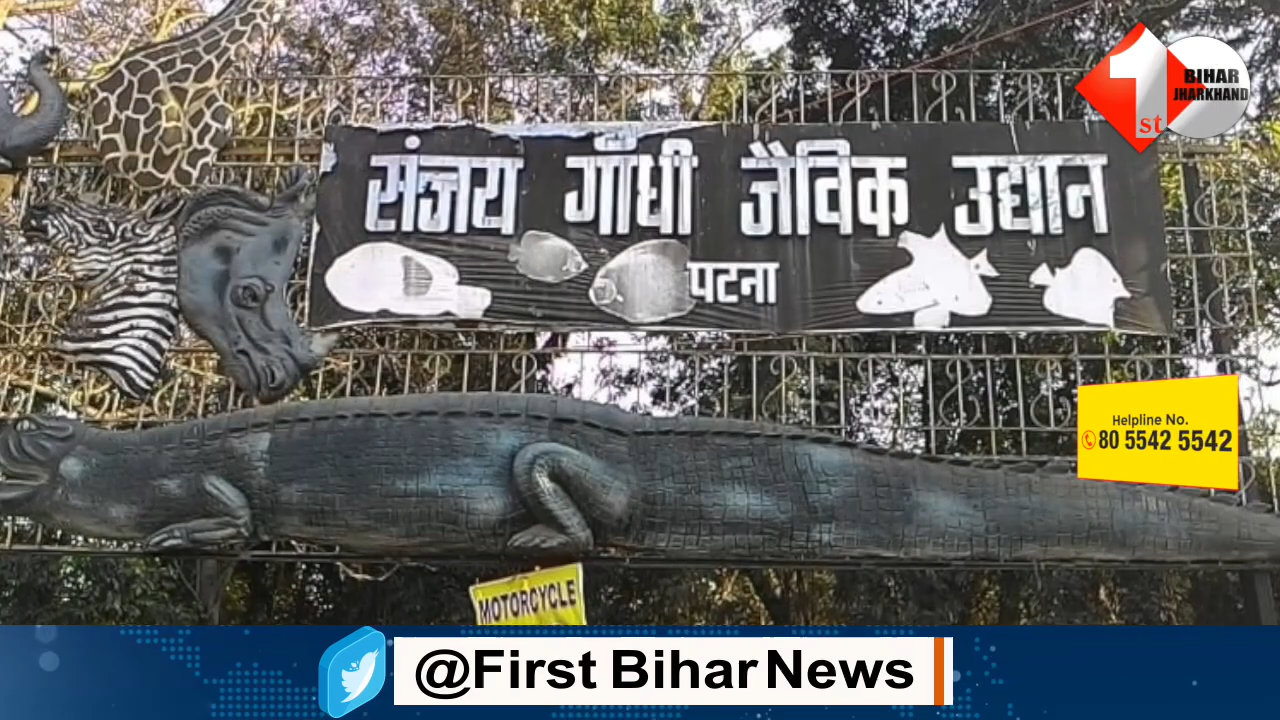 1st
BIHAR
JHARKHAND
संजय गाँधी जैविक उद्यान
पटना
Helpline No.
80 5542 5542
MOTORCYCLE
@First Bihar News